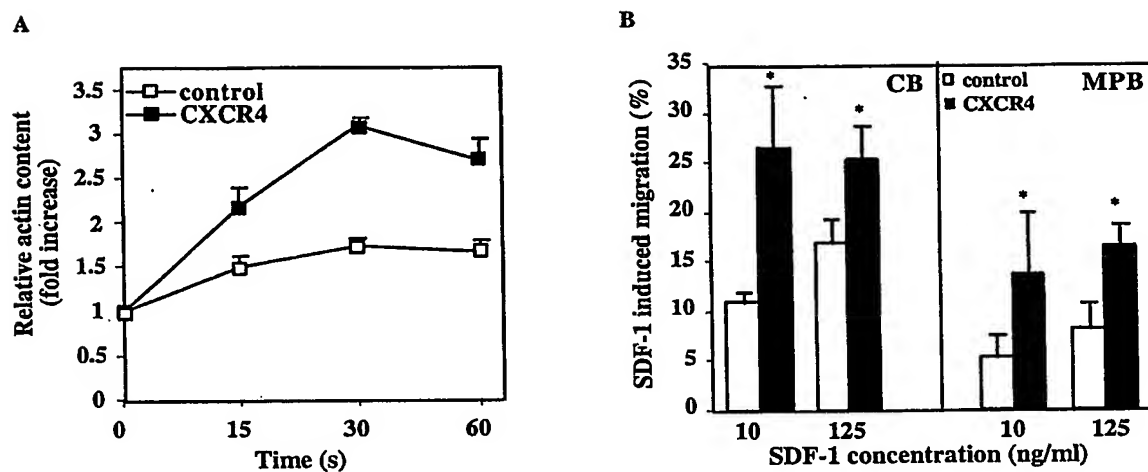 A
3.5
3
2.5
2
1.5
1
0.5
0
control
CXCR4
0 15 30 60
Time (s)
Relative actin content
(fold increase)
B
35
30
25
20
15
10
5
0
* * CB
control MPB
CXCR4
* *
10 125 10 125
SDF-1 concentration (ng/ml)
SDF-1 induced migration (%)